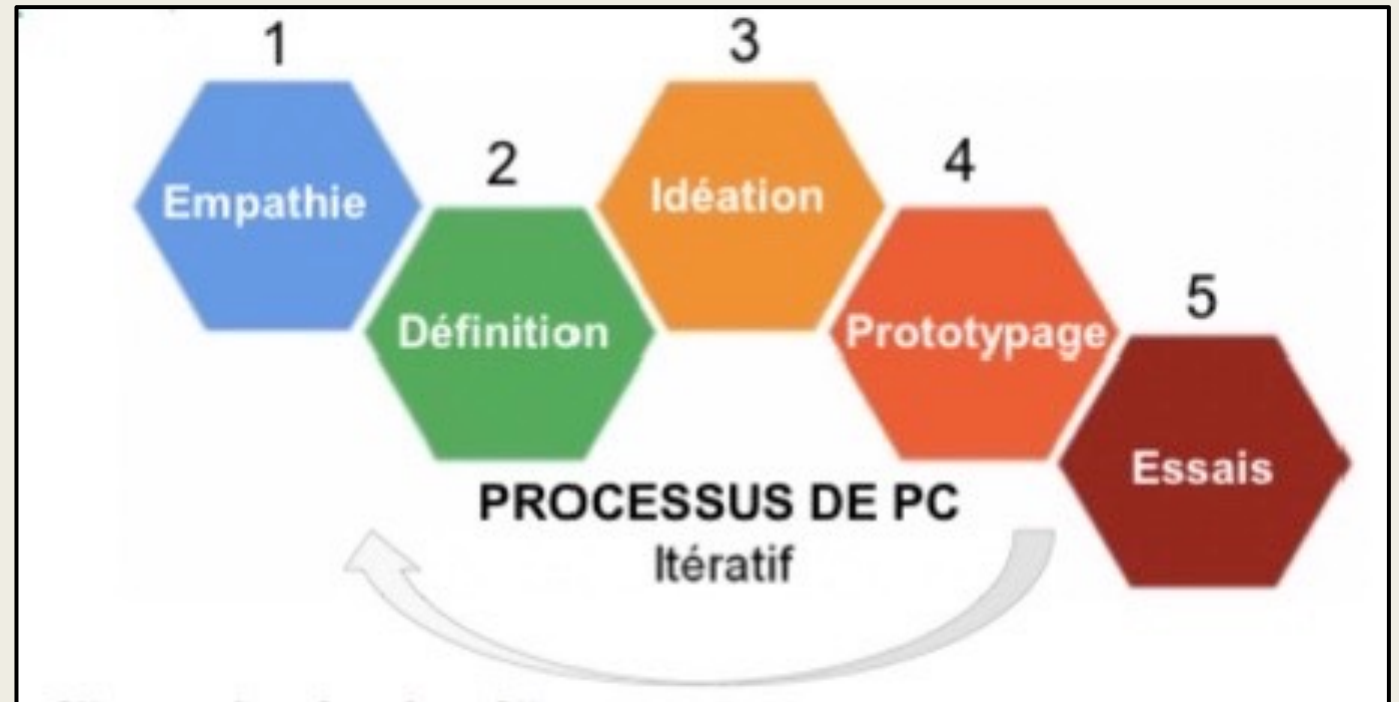 1
Empathie
2
Définition
3
Idéation
4
Prototypage
5
Essais
PROCESSUS DE PC
Itératif